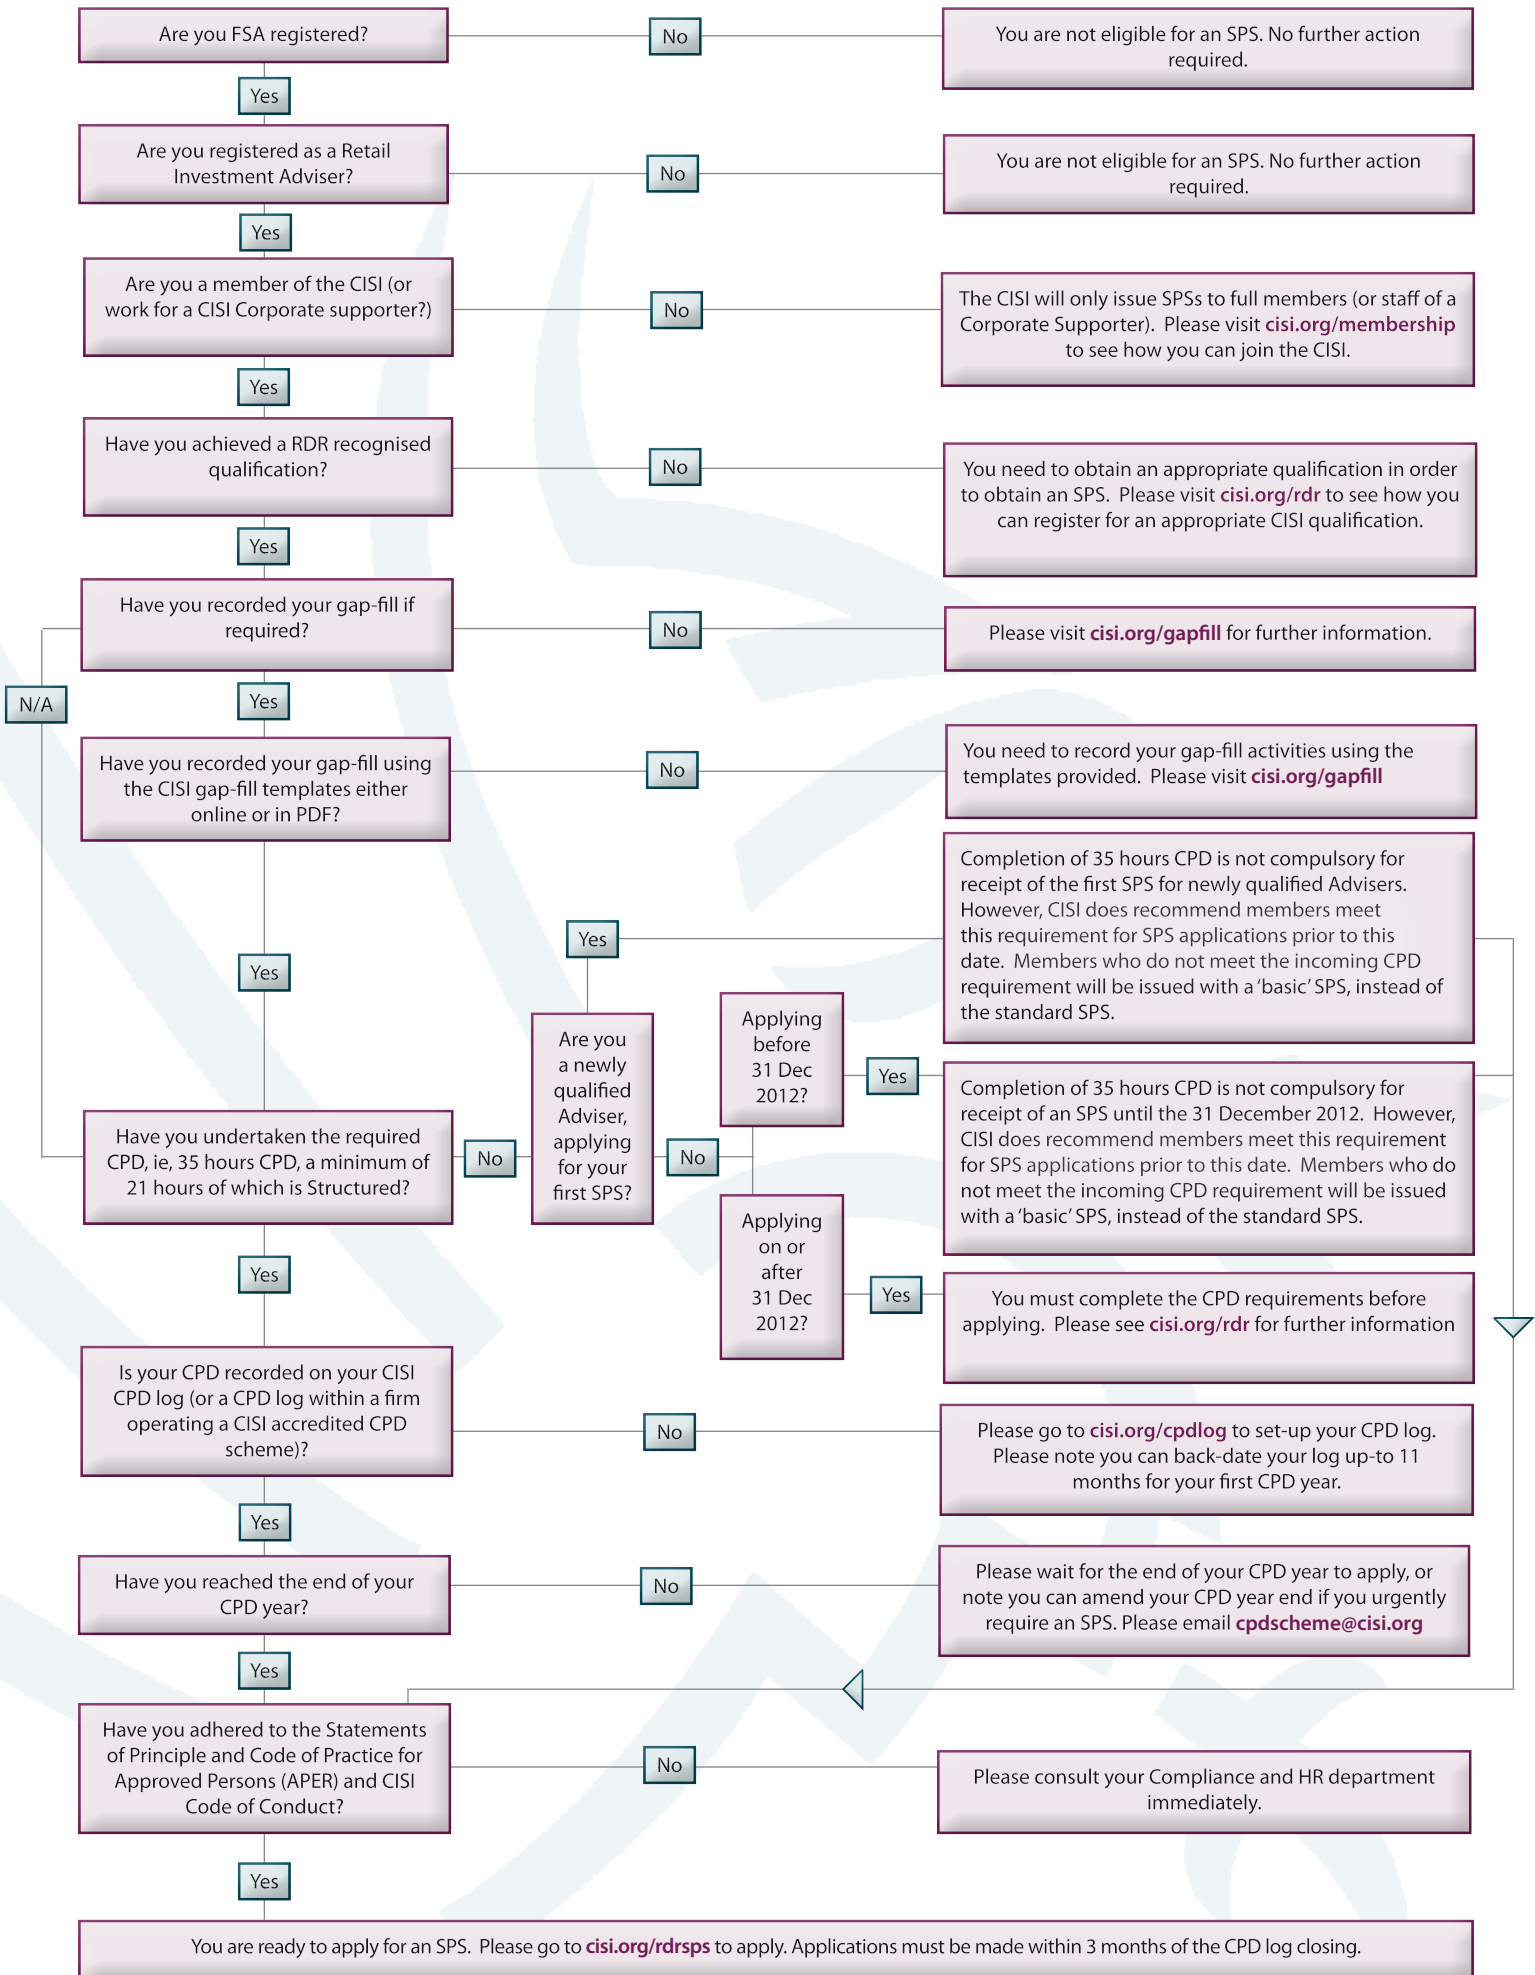 Are you FSA registered?
No
You are not eligible for an SPS. No further action
required.
Yes
Are you registered as a Retail
Investment Adviser?
No
You are not eligible for an SPS. No further action
required.
Yes
Are you a member of the CISI (or
work for a CISI Corporate supporter?)
No
The CISI will only issue SPSs to full members (or staff of a
Corporate Supporter). Please visit cisi.org/membership
to see how you can join the CISI.
Yes
Have you achieved a RDR recognised
qualification?
No
You need to obtain an appropriate qualification in order
to obtain an SPS. Please visit cisi.org/rdr to see how you
can register for an appropriate CISI qualification.
Yes
Have you recorded your gap-fill if
required?
No
Please visit cisi.org/gapfill for further information.
N/A
Yes
Have you recorded your gap-fill using
the CISI gap-fill templates either
online or in PDF?
No
You need to record your gap-fill activities using the
templates provided. Please visit cisi.org/gapfill
Yes
Have you undertaken the required
CPD, ie, 35 hours CPD, a minimum of
21 hours of which is Structured?
No
Are you
a newly
qualified
Adviser,
applying
for your
first SPS?
Yes
Completion of 35 hours CPD is not compulsory for
receipt of the first SPS for newly qualified Advisers.
However, CISI does recommend members meet
this requirement for SPS applications prior to this
date. Members who do not meet the incoming CPD
requirement will be issued with a ‘basic’ SPS, instead of
the standard SPS.
No
Applying
before
31 Dec
2012?
Yes
Completion of 35 hours CPD is not compulsory for
receipt of an SPS until the 31 December 2012. However,
CISI does recommend members meet this requirement
for SPS applications prior to this date. Members who do
not meet the incoming CPD requirement will be issued
with a ‘basic’ SPS, instead of the standard SPS.
Applying
on or
after
31 Dec
2012?
Yes
You must complete the CPD requirements before
applying. Please see cisi.org/rdr for further information
Yes
Is your CPD recorded on your CISI
CPD log (or a CPD log within a firm
operating a CISI accredited CPD
scheme)?
No
Please go to cisi.org/cpdlog to set-up your CPD log.
Please note you can back-date your log up-to 11
months for your first CPD year.
Yes
Have you reached the end of your
CPD year?
No
Please wait for the end of your CPD year to apply, or
note you can amend your CPD year end if you urgently
require an SPS. Please email cpdscheme@cisi.org
Yes
Have you adhered to the Statements
of Principle and Code of Practice for
Approved Persons (APER) and CISI
Code of Conduct?
No
Please consult your Compliance and HR department
immediately.
Yes
You are ready to apply for an SPS. Please go to cisi.org/rdrsps to apply. Applications must be made within 3 months of the CPD log closing.